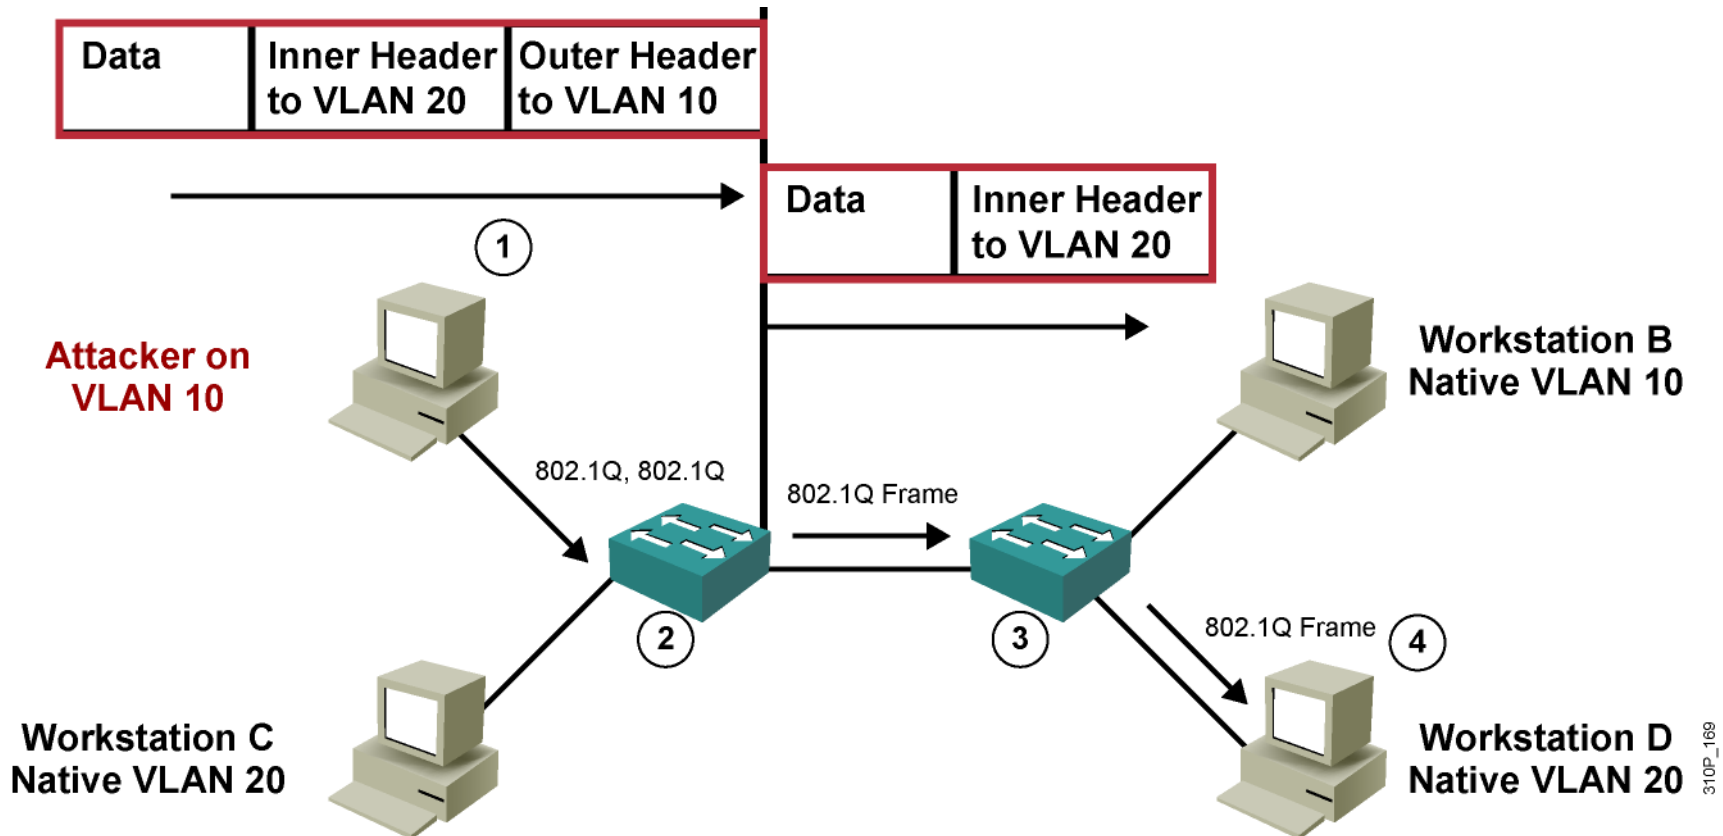 Data
Inner Header
to VLAN 20
Outer Header
to VLAN 10
Data
Inner Header
to VLAN 20
1
Attacker on
VLAN 10
Workstation B
Native VLAN 10
802.1Q, 802.1Q
802.1Q Frame
2
3
802.1Q Frame
4
Workstation C
Native VLAN 20
Workstation D
Native VLAN 20
310P_169